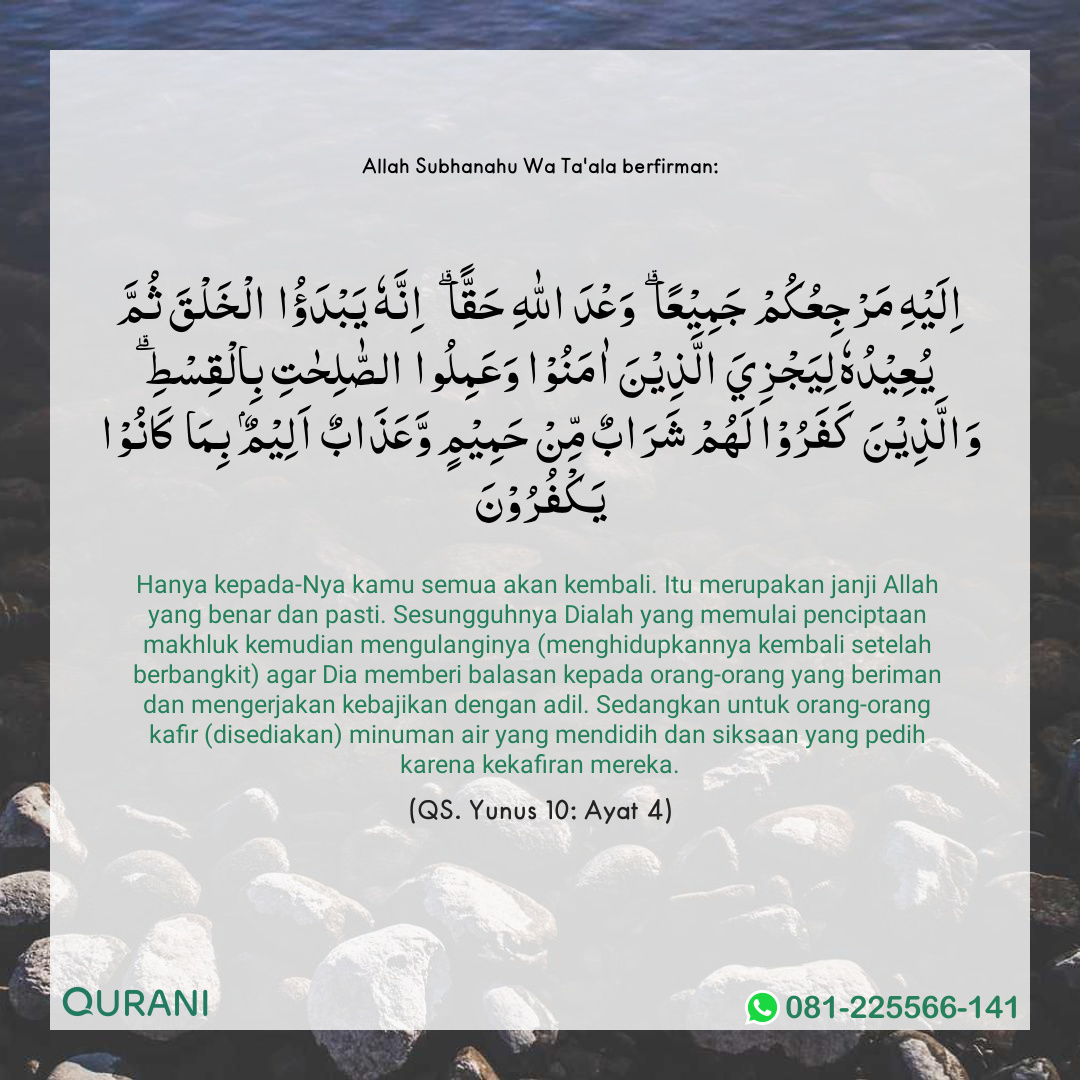 Allah Subhanahu Wa Ta'ala berfirman:
اِلَيْهِ مَرْجِعُكُمْ جَمِيْعًاۗ وَعْدَ اللّٰهِ حَقًّاۗ اِنَّهٗ يَبْدَؤُا الْخَلْقَ ثُمَّ
يُعِيْدُهٗ لِيَجْزِيَ الَّذِيْنَ اٰمَنُوْا وَعَمِلُوا الصّٰلِحٰتِ بِالْقِسْطِۗ
وَالَّذِيْنَ كَفَرُوْا لَهُمْ شَرَابٌ مِّنْ حَمِيْمٍ وَّعَذَابٌ اَلِيْمٌۢ بِمَا كَانُوْا
يَكْفُرُوْنَ
Hanya kepada-Nya kamu semua akan kembali. Itu merupakan janji Allah
yang benar dan pasti. Sesungguhnya Dialah yang memulai penciptaan
makhluk kemudian mengulanginya (menghidupkannya kembali setelah
berbangkit) agar Dia memberi balasan kepada orang-orang yang beriman
dan mengerjakan kebajikan dengan adil. Sedangkan untuk orang-orang
kafir (disediakan) minuman air yang mendidih dan siksaan yang pedih
karena kekafiran mereka.
(QS. Yunus 10: Ayat 4)
QURANI
081-225566-141